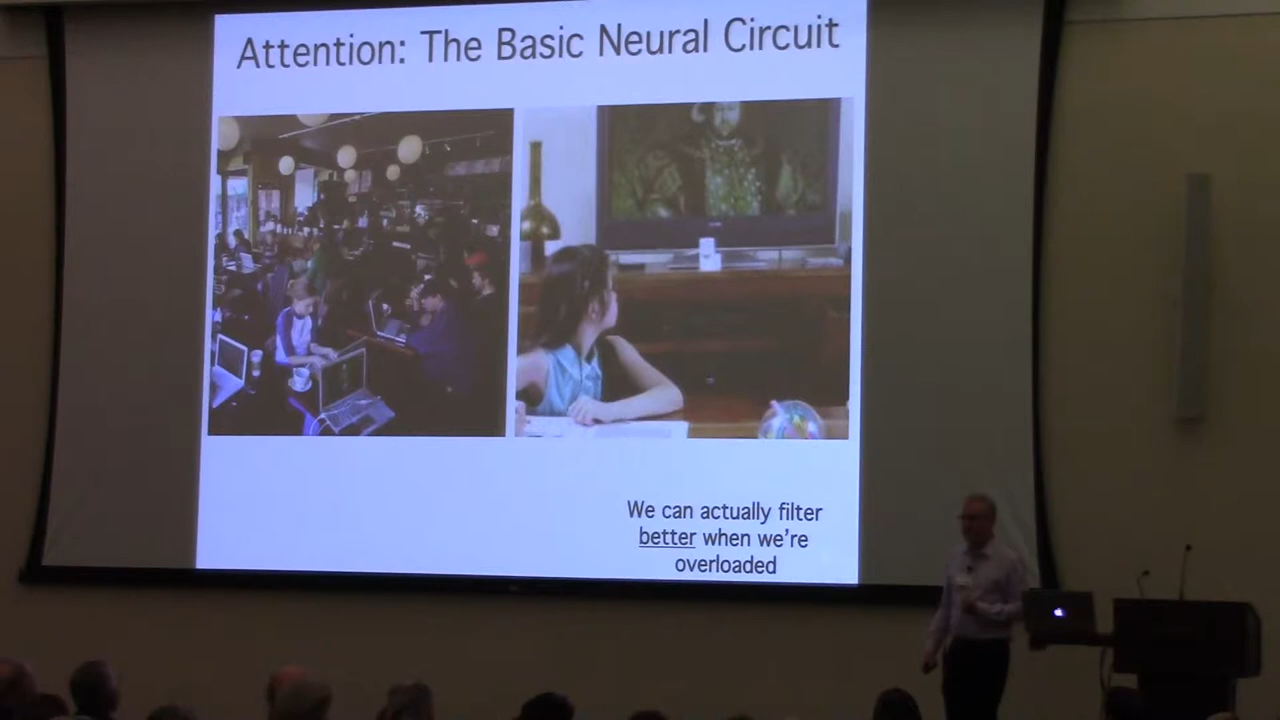 Attention: The Basic Neural Circuit
We can actually filter
better when we're
overloaded